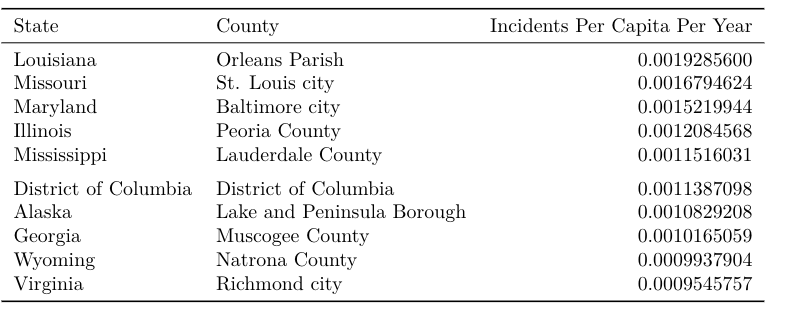 State County Incidents Per Capita Per Year
Louisiana Orleans Parish 0.0019285600
Missouri St. Louis city 0.0016794624
Maryland Baltimore city 0.0015219944
Illinois Peoria County 0.0012084568
Mississippi Lauderdale County 0.0011516031
District of Columbia District of Columbia 0.0011387098
Alaska Lake and Peninsula Borough 0.0010829208
Georgia Muscogee County 0.0010165059
Wyoming Natrona County 0.0009937904
Virginia Richmond city 0.0009545757